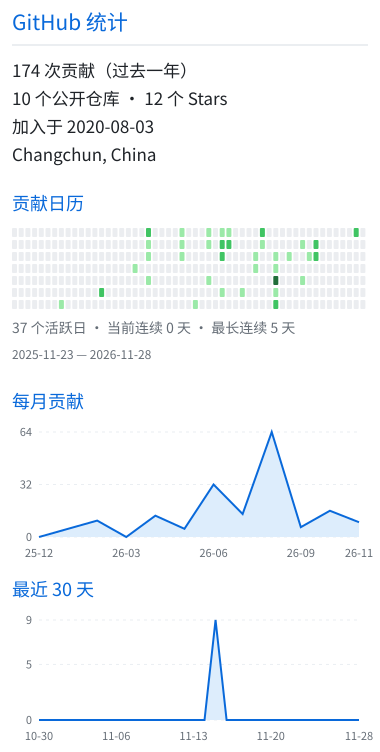 GitHub 统计
174 次贡献（过去一年）
10 个公开仓库 • 12 个 Stars
加入于 2020-08-03
Changchun, China
贡献日历
37 个活跃日 • 当前连续 0 天 • 最长连续 5 天
2025-11-23 — 2026-11-28
每月贡献
64
32
0
25-12 26-03 26-06 26-09 26-11
最近 30 天
9
5
0
10-30 11-06 11-13 11-20 11-28